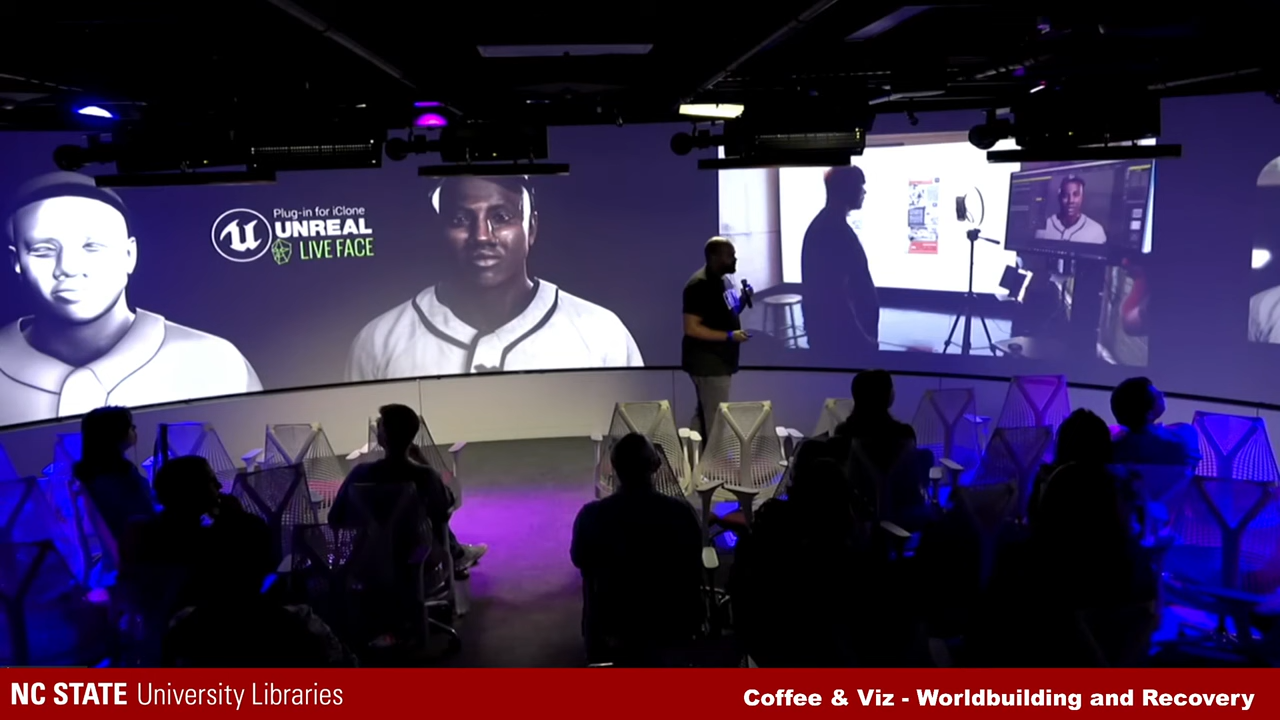 Plug-in for iClone
UNREAL
LIVE FACE
NC STATE University Libraries
Coffee & Viz - Worldbuilding and Recovery